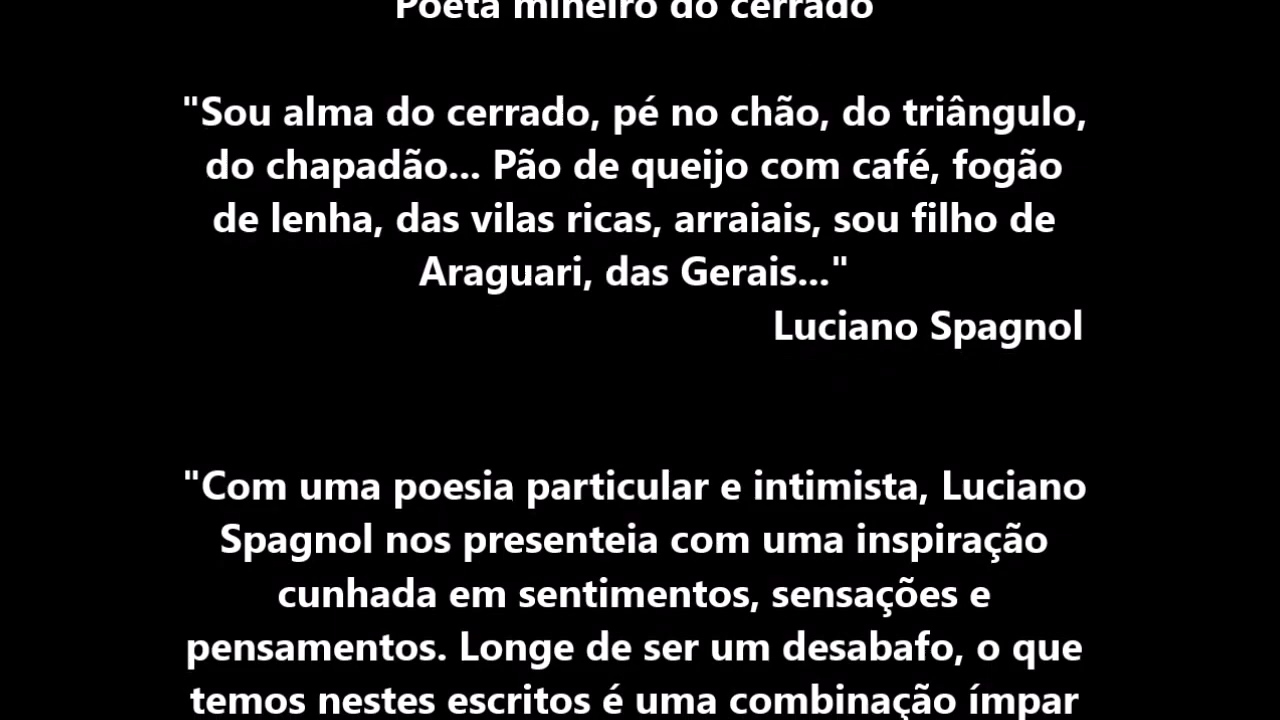 Poeta mineiro do cerrado
"Sou alma do cerrado, pé no chão, do triângulo,
do chapadão... Pão de queijo com café, fogão
de lenha, das vilas ricas, arraiais, sou filho de
Araguari, das Gerais..."
Luciano Spagnol
"Com uma poesia particular e intimista, Luciano
Spagnol nos presenteia com uma inspiração
cunhada em sentimentos, sensações e
pensamentos. Longe de ser um desabafo, o que
temos nestes escritos é uma combinação ímpar